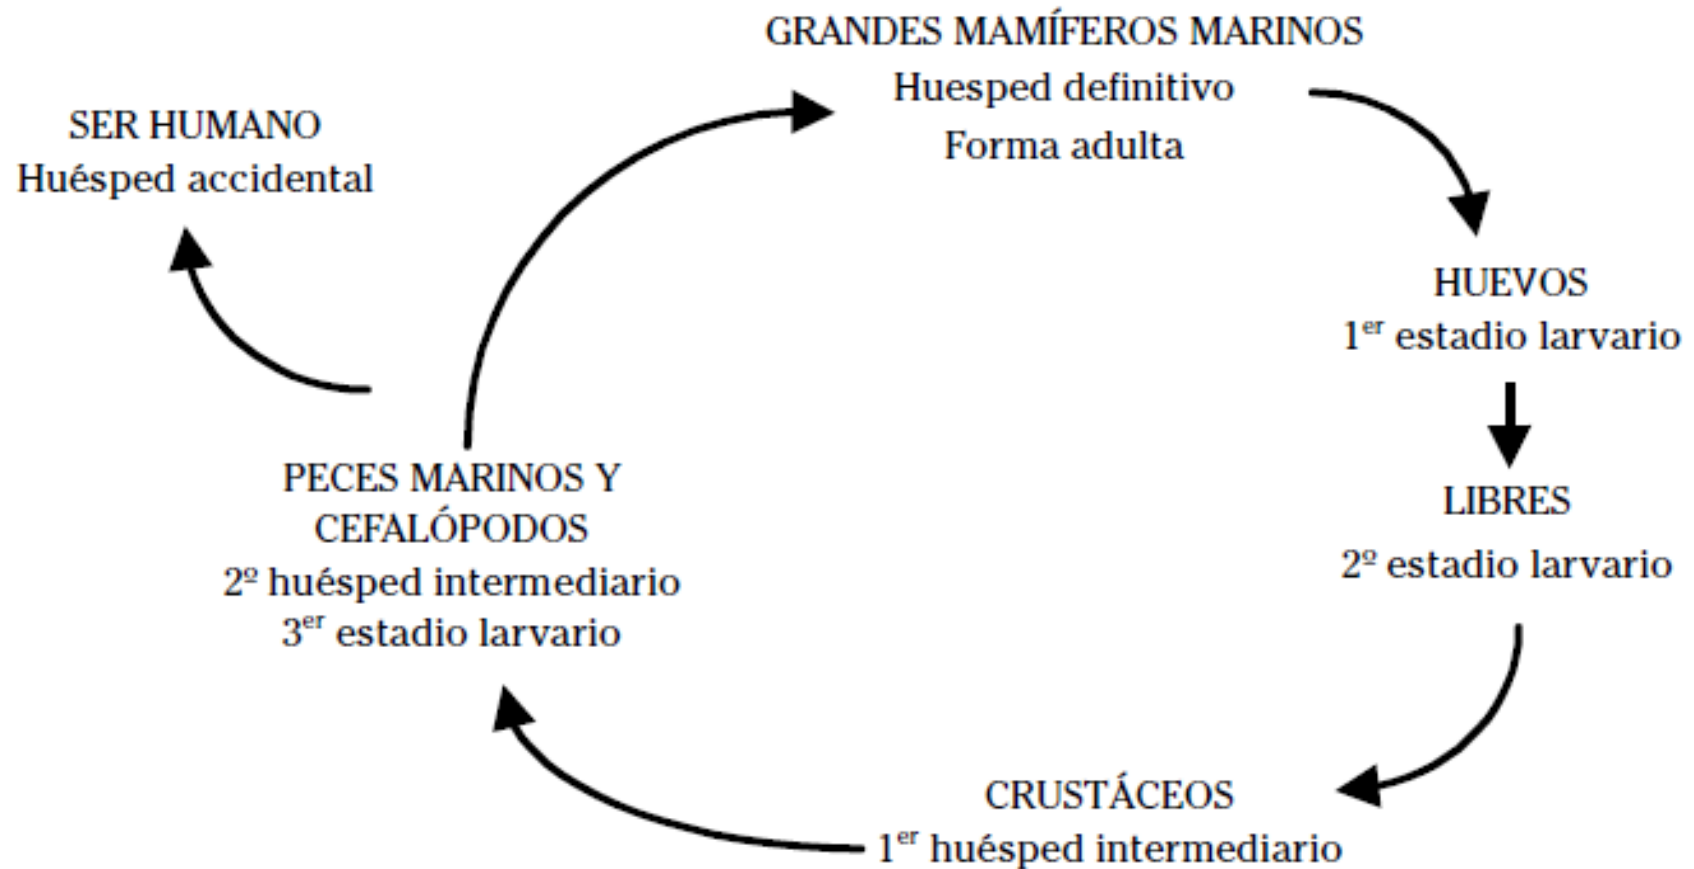 GRANDES MAMÍFEROS MARINOS
Huesped definitivo
Forma adulta
SER HUMANO
Huésped accidental
HUEVOS
1er estadio larvario
LIBRES
2º estadio larvario
CRUSTÁCEOS
1er huésped intermediario
PECES MARINOS Y
CEFALÓPODOS
2º huésped intermediario
3er estadio larvario